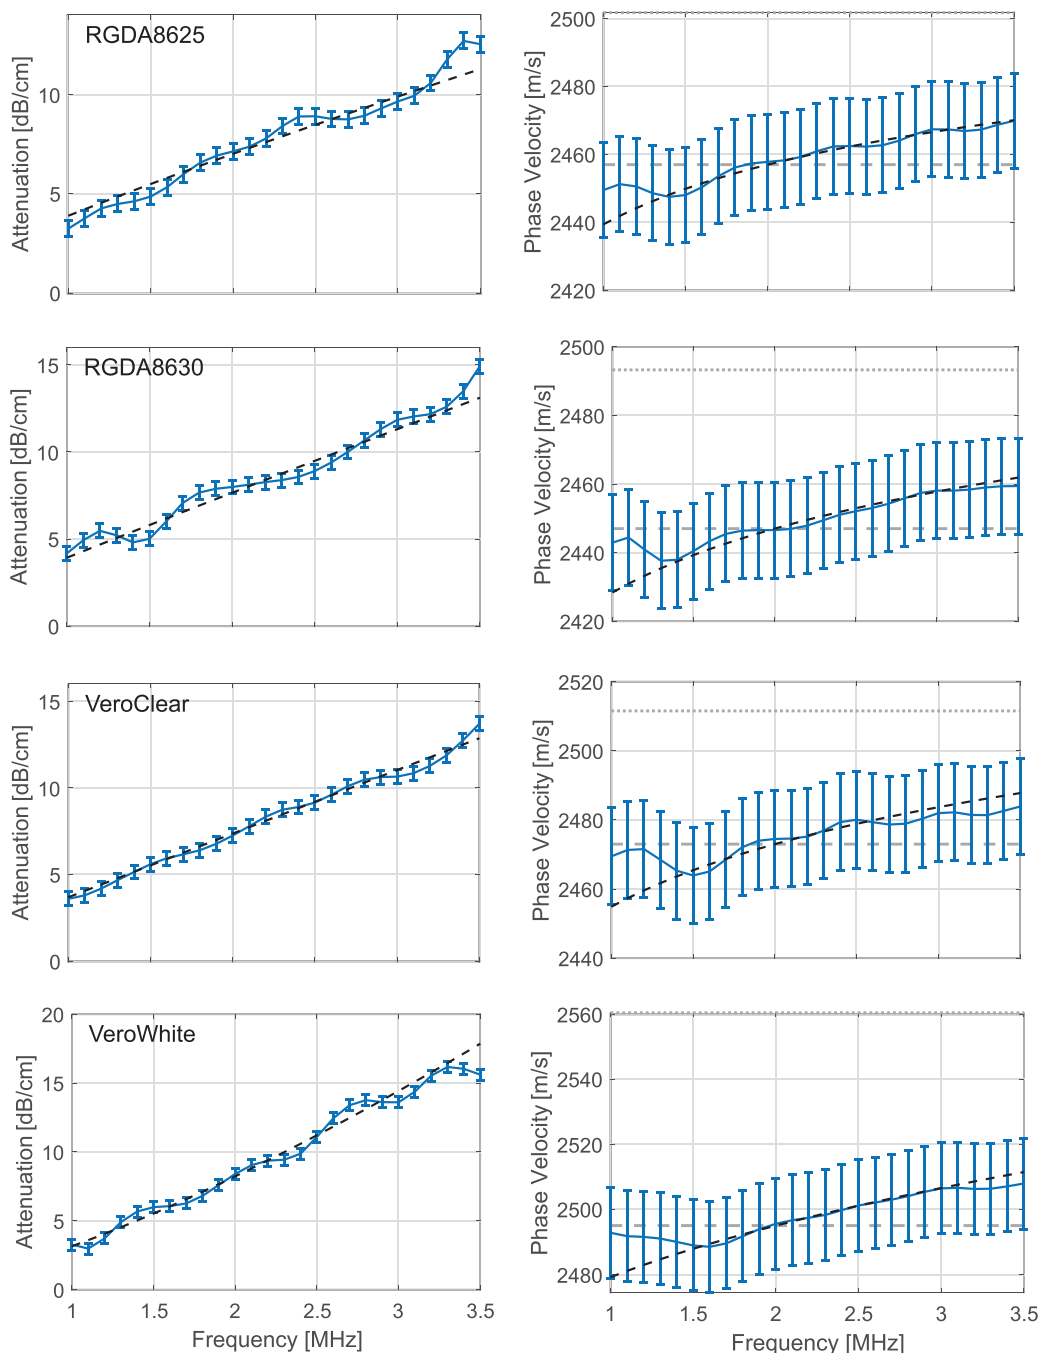 RGDA8625
Attenuation [dB/cm]
10
5
0
Phase Velocity [m/s]
2500
2480
2460
2440
2420
RGDA8630
Attenuation [dB/cm]
15
10
5
0
Phase Velocity [m/s]
2500
2480
2460
2440
2420
VeroClear
Attenuation [dB/cm]
15
10
5
0
Phase Velocity [m/s]
2520
2500
2480
2460
2440
VeroWhite
Attenuation [dB/cm]
20
15
10
5
0
1 1.5 2 2.5 3 3.5
Frequency [MHz]
Phase Velocity [m/s]
2560
2540
2520
2500
2480
1 1.5 2 2.5 3 3.5
Frequency [MHz]